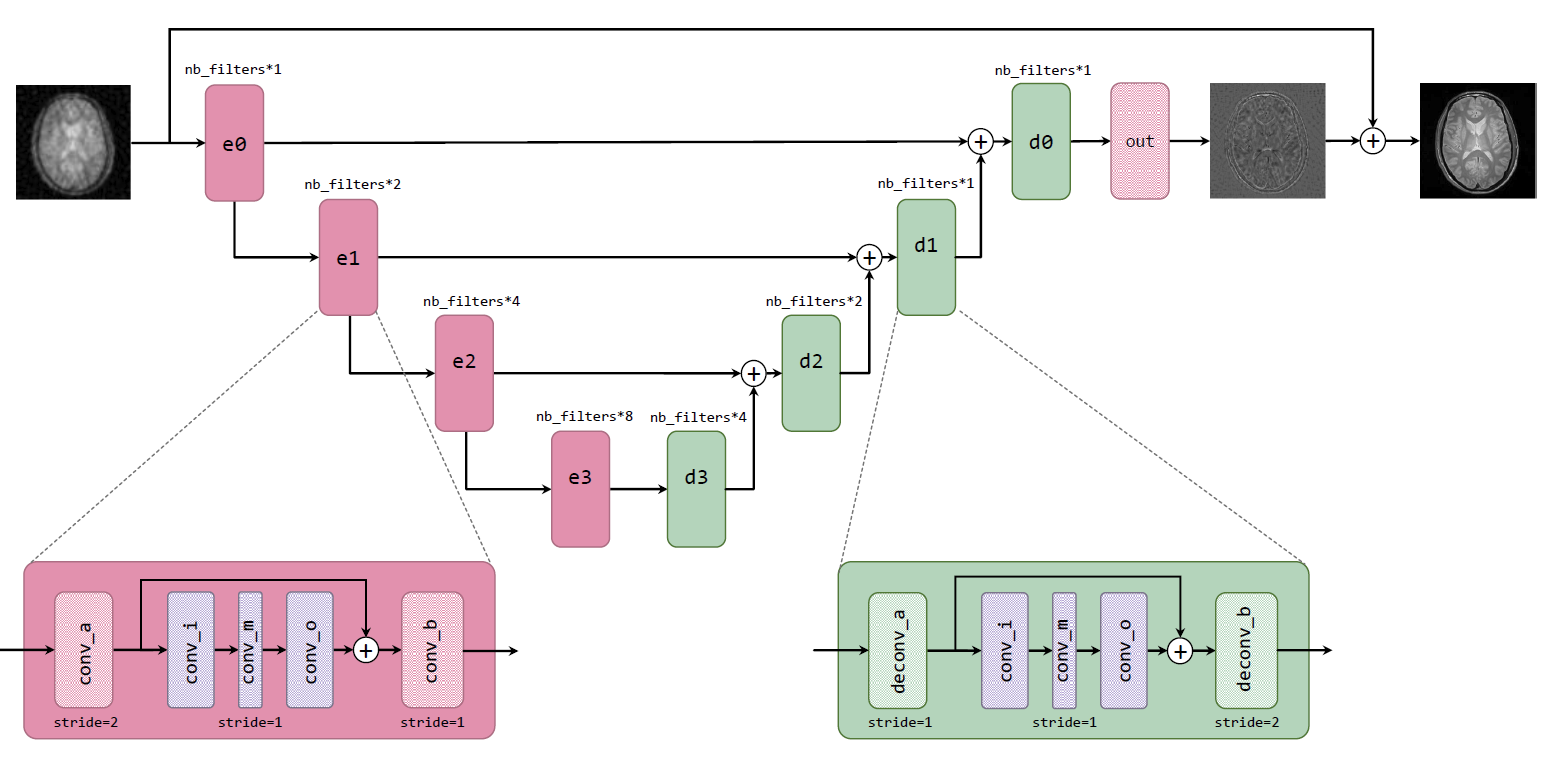 nb_filters*1
e0
nb_filters*1
d0
out
+
+
nb_filters*2
e1
nb_filters*1
d1
+
nb_filters*4
e2
nb_filters*2
d2
+
nb_filters*8
e3
nb_filters*4
d3
conv_a
conv_i
conv_m
conv_o
+
conv_b
stride=2
stride=1
stride=1
deconv_a
conv_i
conv_m
conv_o
+
deconv_b
stride=1
stride=1
stride=2